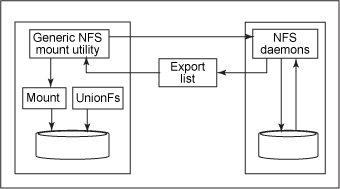 Generic NFS
mount utility
NFS
daemons
Export
list
Mount
UnionFs